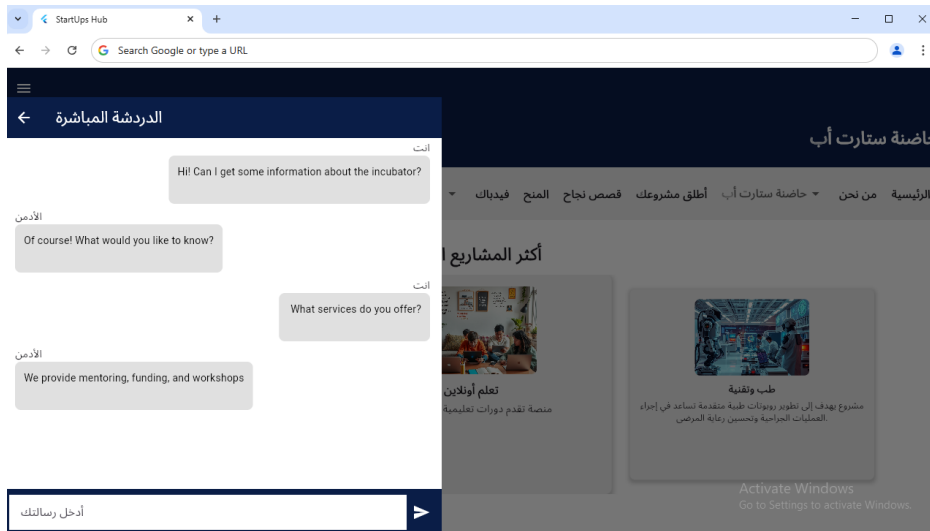 StartUps Hub
Search Google or type a URL
الدردشة المباشرة
انت
Hi! Can I get some information about the incubator?
الأدمن
Of course! What would you like to know?
انت
What services do you offer?
الأدمن
We provide mentoring, funding, and workshops
أدخل رسالتك
حاضنة ستارت أب
الرئيسية من نحن حاضنة ستارت أب أطلق مشروعك قصص نجاح المنح فيدباك
أكثر المشاريع
طب وتقنية
مشروع يهدف إلى تطوير روبوتات طبية متقدمة تساعد في إجراء
العمليات الجراحية وتحسين رعاية المرضى.
تعلم أونلاين
منصة تقدم دورات تعليمية
Activate Windows
Go to Settings to activate Windows.